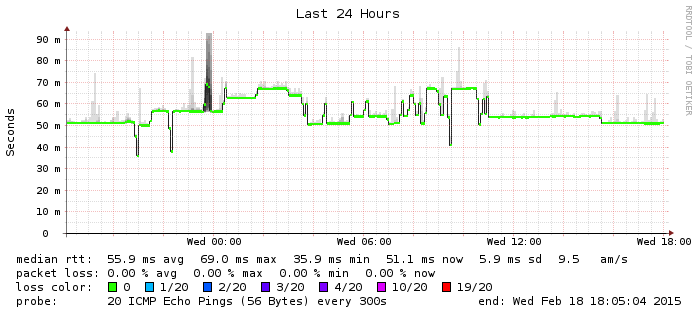 Last 24 Hours
RRDTOOL / TOBI OETIKER
Seconds
90 m
80 m
70 m
60 m
50 m
40 m
30 m
20 m
10 m
0
Wed 00:00 Wed 06:00 Wed 12:00 Wed 18:00
median rtt: 55.9 ms avg 69.0 ms max 35.9 ms min 51.1 ms now 5.9 ms sd 9.5 am/s
packet loss: 0.00 % avg 0.00 % max 0.00 % min 0.00 % now
loss color: 0 1/20 2/20 3/20 4/20 10/20 19/20
probe: 20 ICMP Echo Pings (56 Bytes) every 300s end: Wed Feb 18 18:05:04 2015